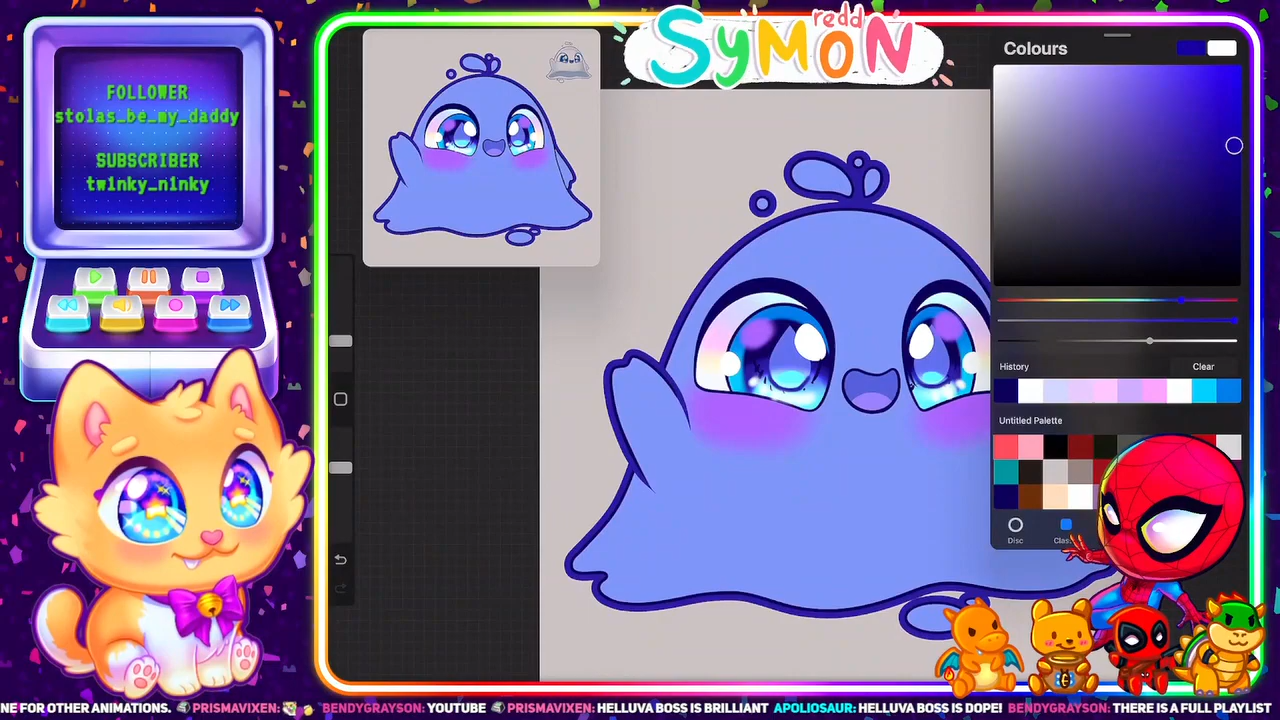 FOLLOWER
stolas_be_my_daddy
SUBSCRIBER
tw1nky_n1nky
redd
SyMON
Colours
History
Clear
Untitled Palette
Disc
NE FOR OTHER ANIMATIONS. PRISMAVIXEN: BENDYGRAYSON: YOUTUBE PRISMAVIXEN: HELLUVA BOSS IS BRILLIANT APOLIOSAUR: HELLUVA BOSS IS DOPE! BENDYGRAYSON: THERE IS A FULL PLAYLIST